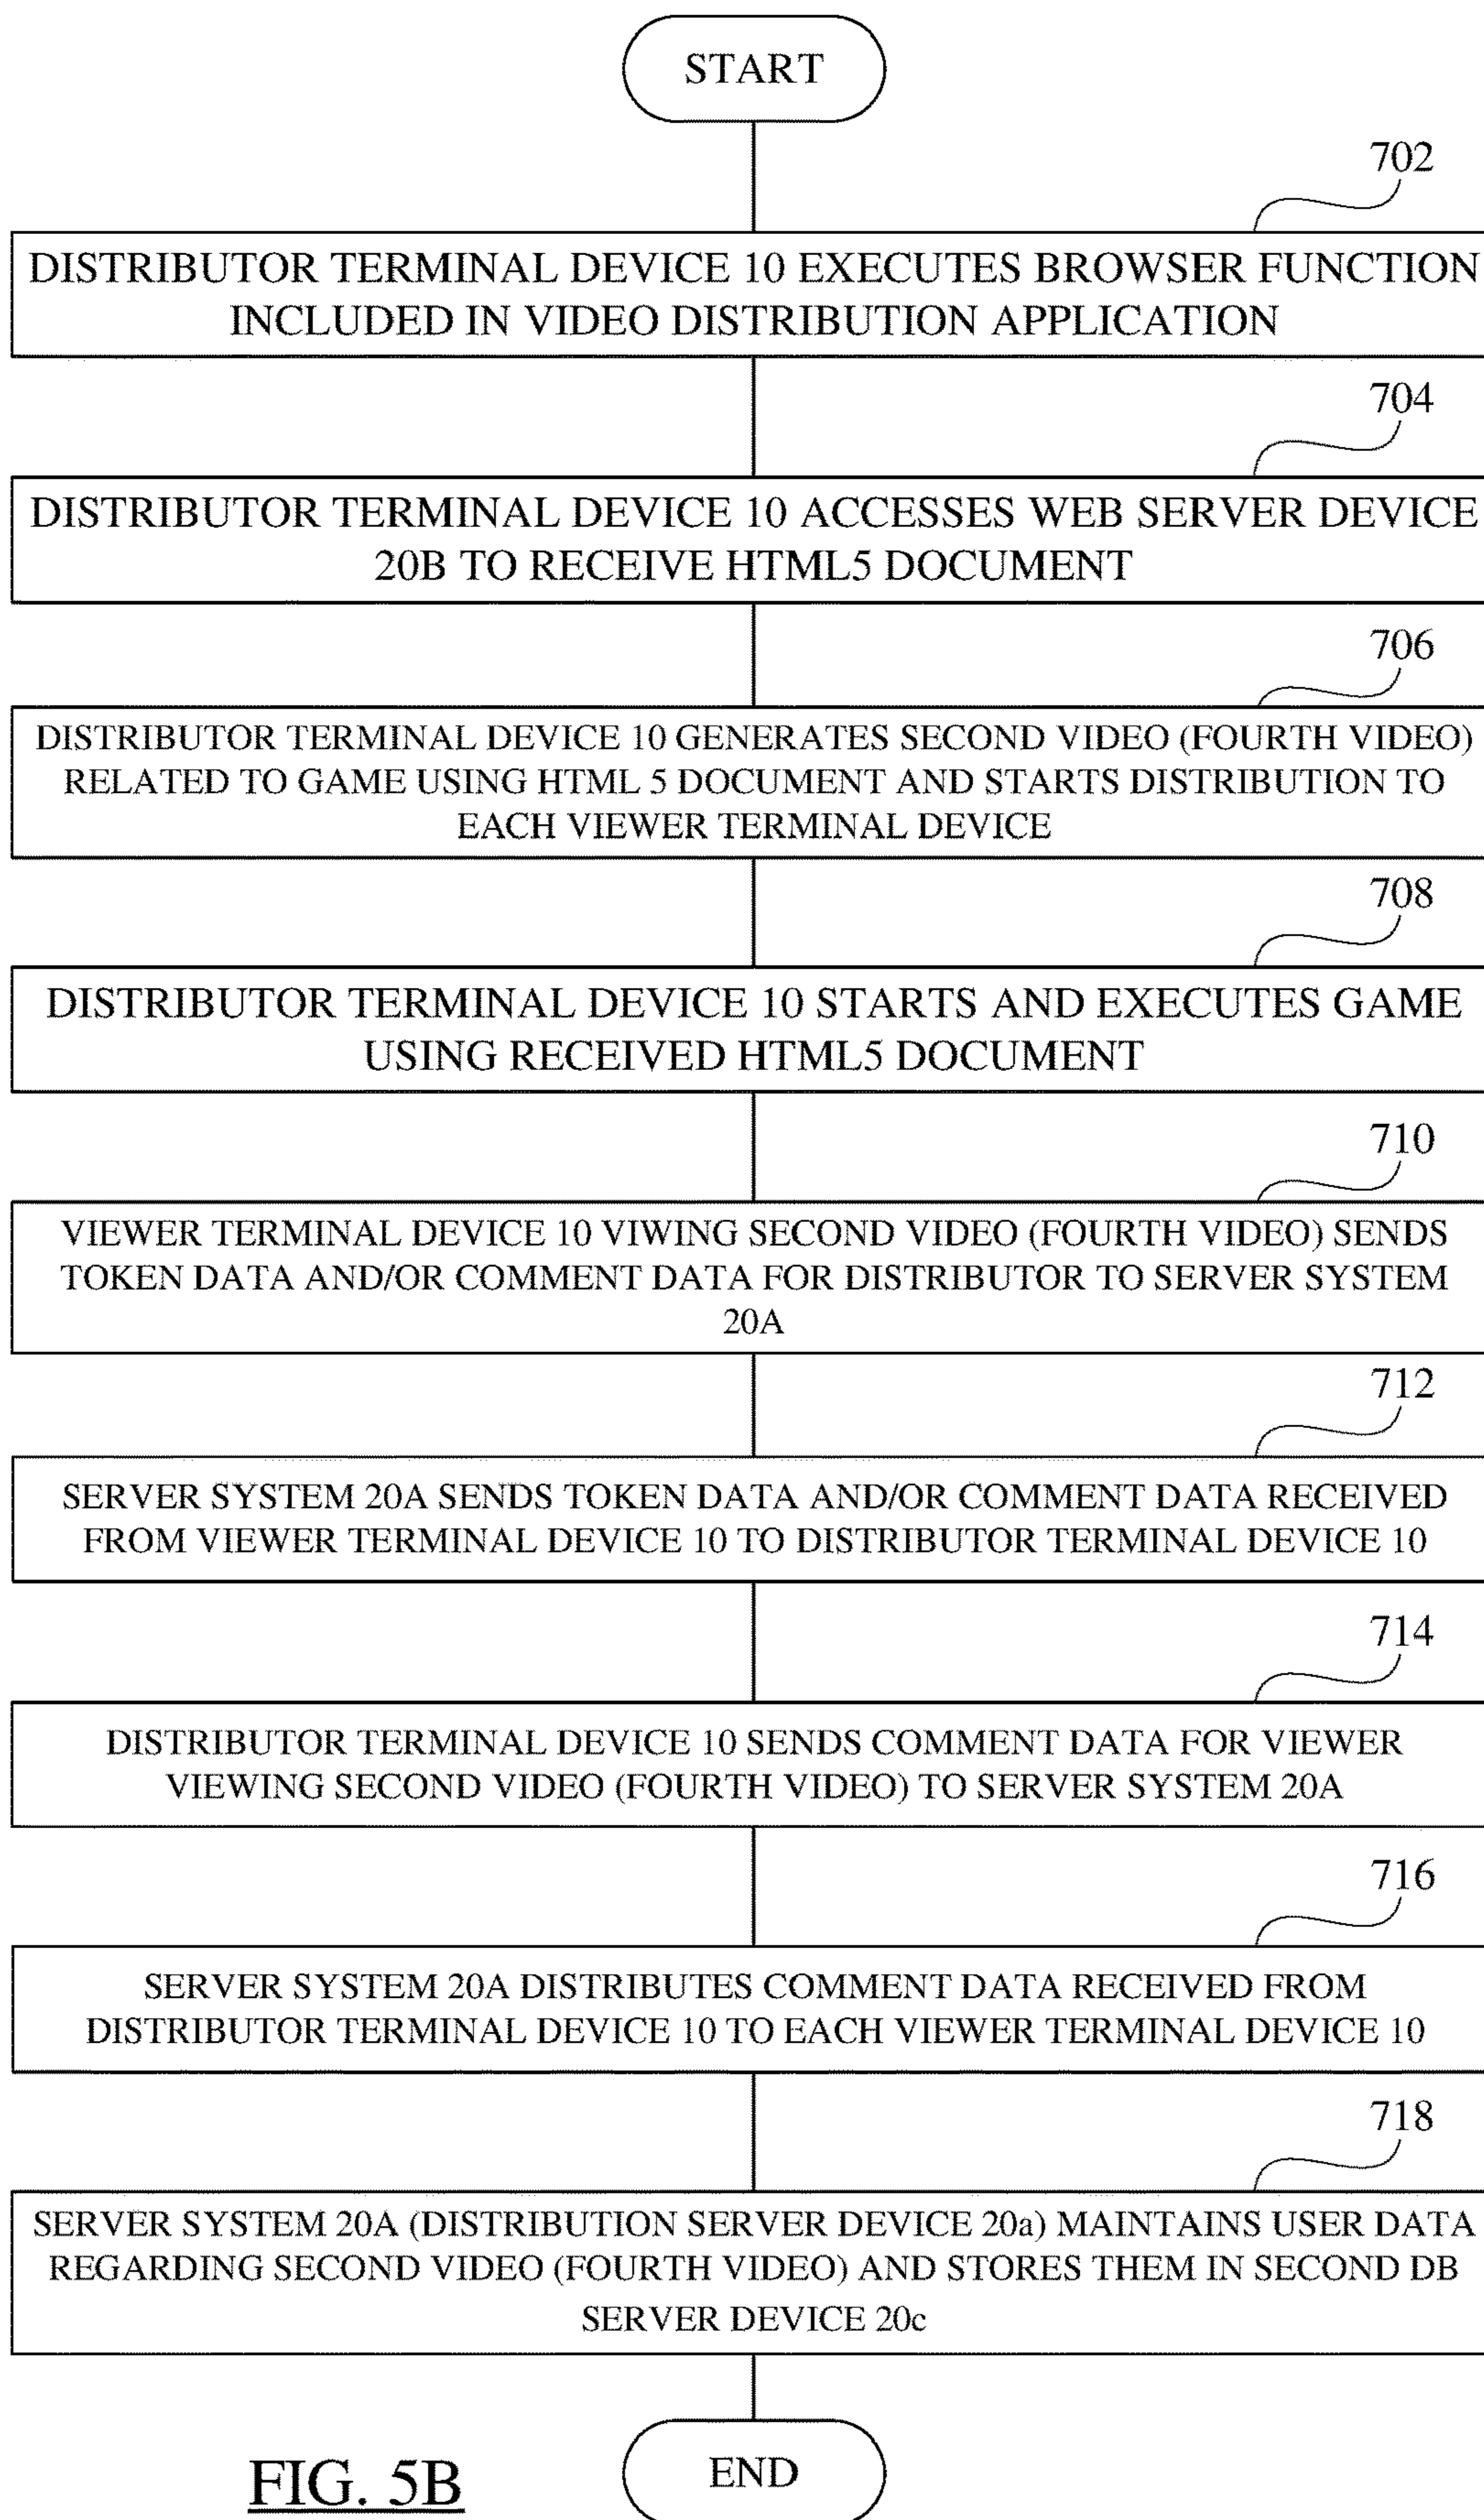 START
702
DISTRIBUTOR TERMINAL DEVICE 10 EXECUTES BROWSER FUNCTION
INCLUDED IN VIDEO DISTRIBUTION APPLICATION
704
DISTRIBUTOR TERMINAL DEVICE 10 ACCESSES WEB SERVER DEVICE
20B TO RECEIVE HTML5 DOCUMENT
706
DISTRIBUTOR TERMINAL DEVICE 10 GENERATES SECOND VIDEO (FOURTH VIDEO)
RELATED TO GAME USING HTML 5 DOCUMENT AND STARTS DISTRIBUTION TO
EACH VIEWER TERMINAL DEVICE
708
DISTRIBUTOR TERMINAL DEVICE 10 STARTS AND EXECUTES GAME
USING RECEIVED HTML5 DOCUMENT
710
VIEWER TERMINAL DEVICE 10 VIWING SECOND VIDEO (FOURTH VIDEO) SENDS
TOKEN DATA AND/OR COMMENT DATA FOR DISTRIBUTOR TO SERVER SYSTEM
20A
712
SERVER SYSTEM 20A SENDS TOKEN DATA AND/OR COMMENT DATA RECEIVED
FROM VIEWER TERMINAL DEVICE 10 TO DISTRIBUTOR TERMINAL DEVICE 10
714
DISTRIBUTOR TERMINAL DEVICE 10 SENDS COMMENT DATA FOR VIEWER
VIEWING SECOND VIDEO (FOURTH VIDEO) TO SERVER SYSTEM 20A
716
SERVER SYSTEM 20A DISTRIBUTES COMMENT DATA RECEIVED FROM
DISTRIBUTOR TERMINAL DEVICE 10 TO EACH VIEWER TERMINAL DEVICE 10
718
SERVER SYSTEM 20A (DISTRIBUTION SERVER DEVICE 20a) MAINTAINS USER DATA
REGARDING SECOND VIDEO (FOURTH VIDEO) AND STORES THEM IN SECOND DB
SERVER DEVICE 20c
END
FIG. 5B